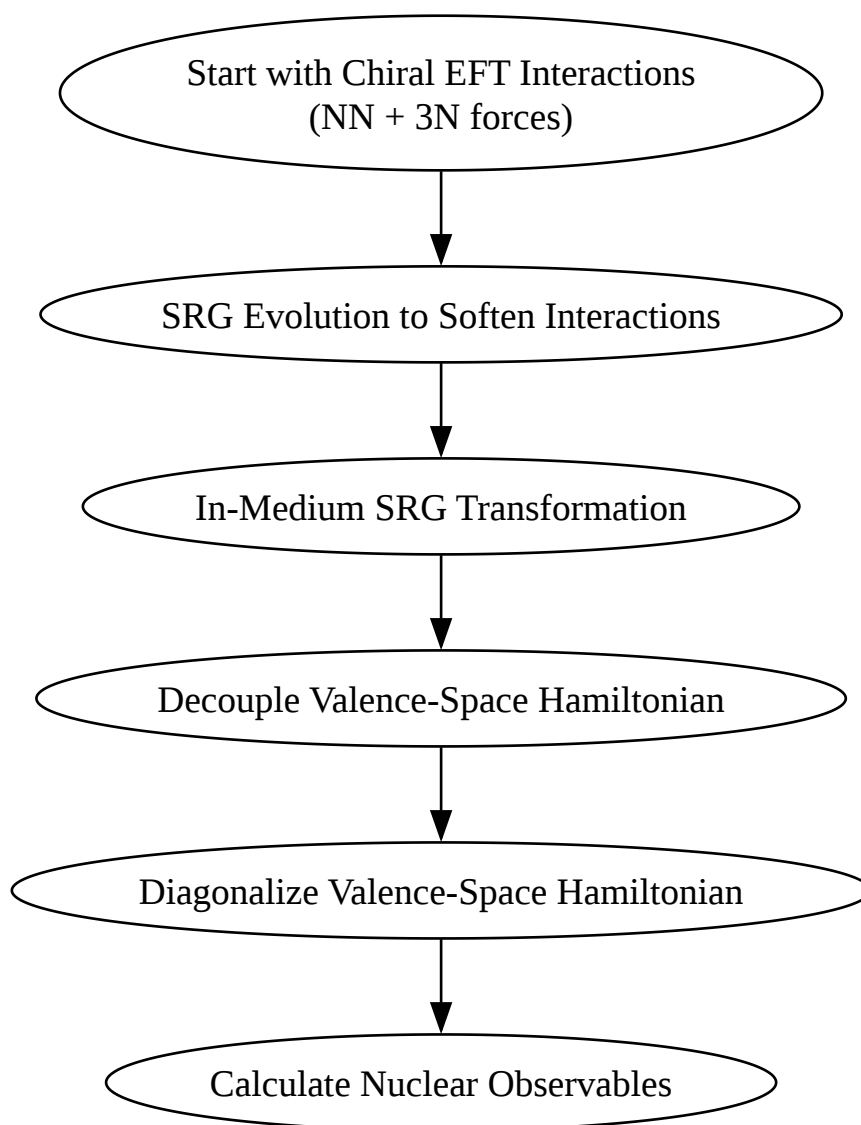 Start with Chiral EFT Interactions
(NN + 3N forces)
SRG Evolution to Soften Interactions
In-Medium SRG Transformation
Decouple Valence-Space Hamiltonian
Diagonalize Valence-Space Hamiltonian
Calculate Nuclear Observables